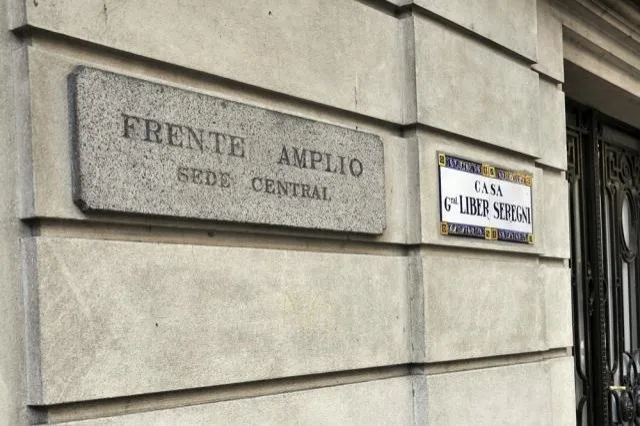 FRENTE AMPLIO
SEDE CENTRAL
CASA
Gral LIBER SEREGNI